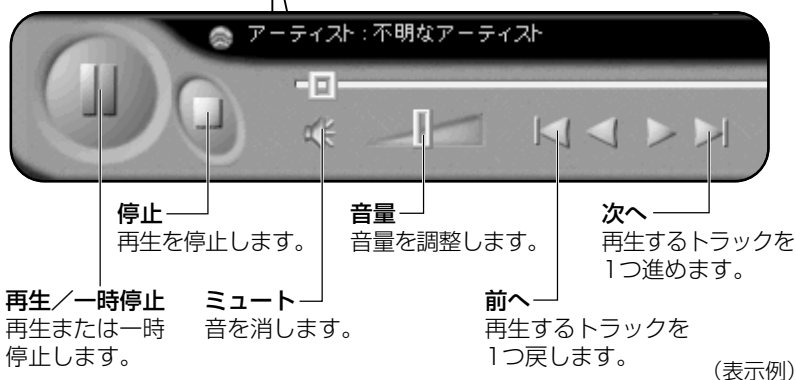 アーティスト：不明なアーティスト
停止
再生を停止します。
音量
音量を調整します。
次へ
再生するトラックを
1つ進めます。
再生／一時停止
再生または一時
停止します。
ミュート
音を消します。
前へ
再生するトラックを
1つ戻します。
（表示例）